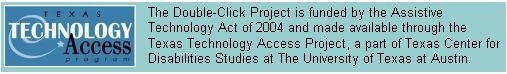 TEXAS
TECHNOLOGY
Access
program
The Double-Click Project is funded by the Assistive
Technology Act of 2004 and made available through the
Texas Technology Access Project, a part of Texas Center for
Disabilities Studies at The University of Texas at Austin.